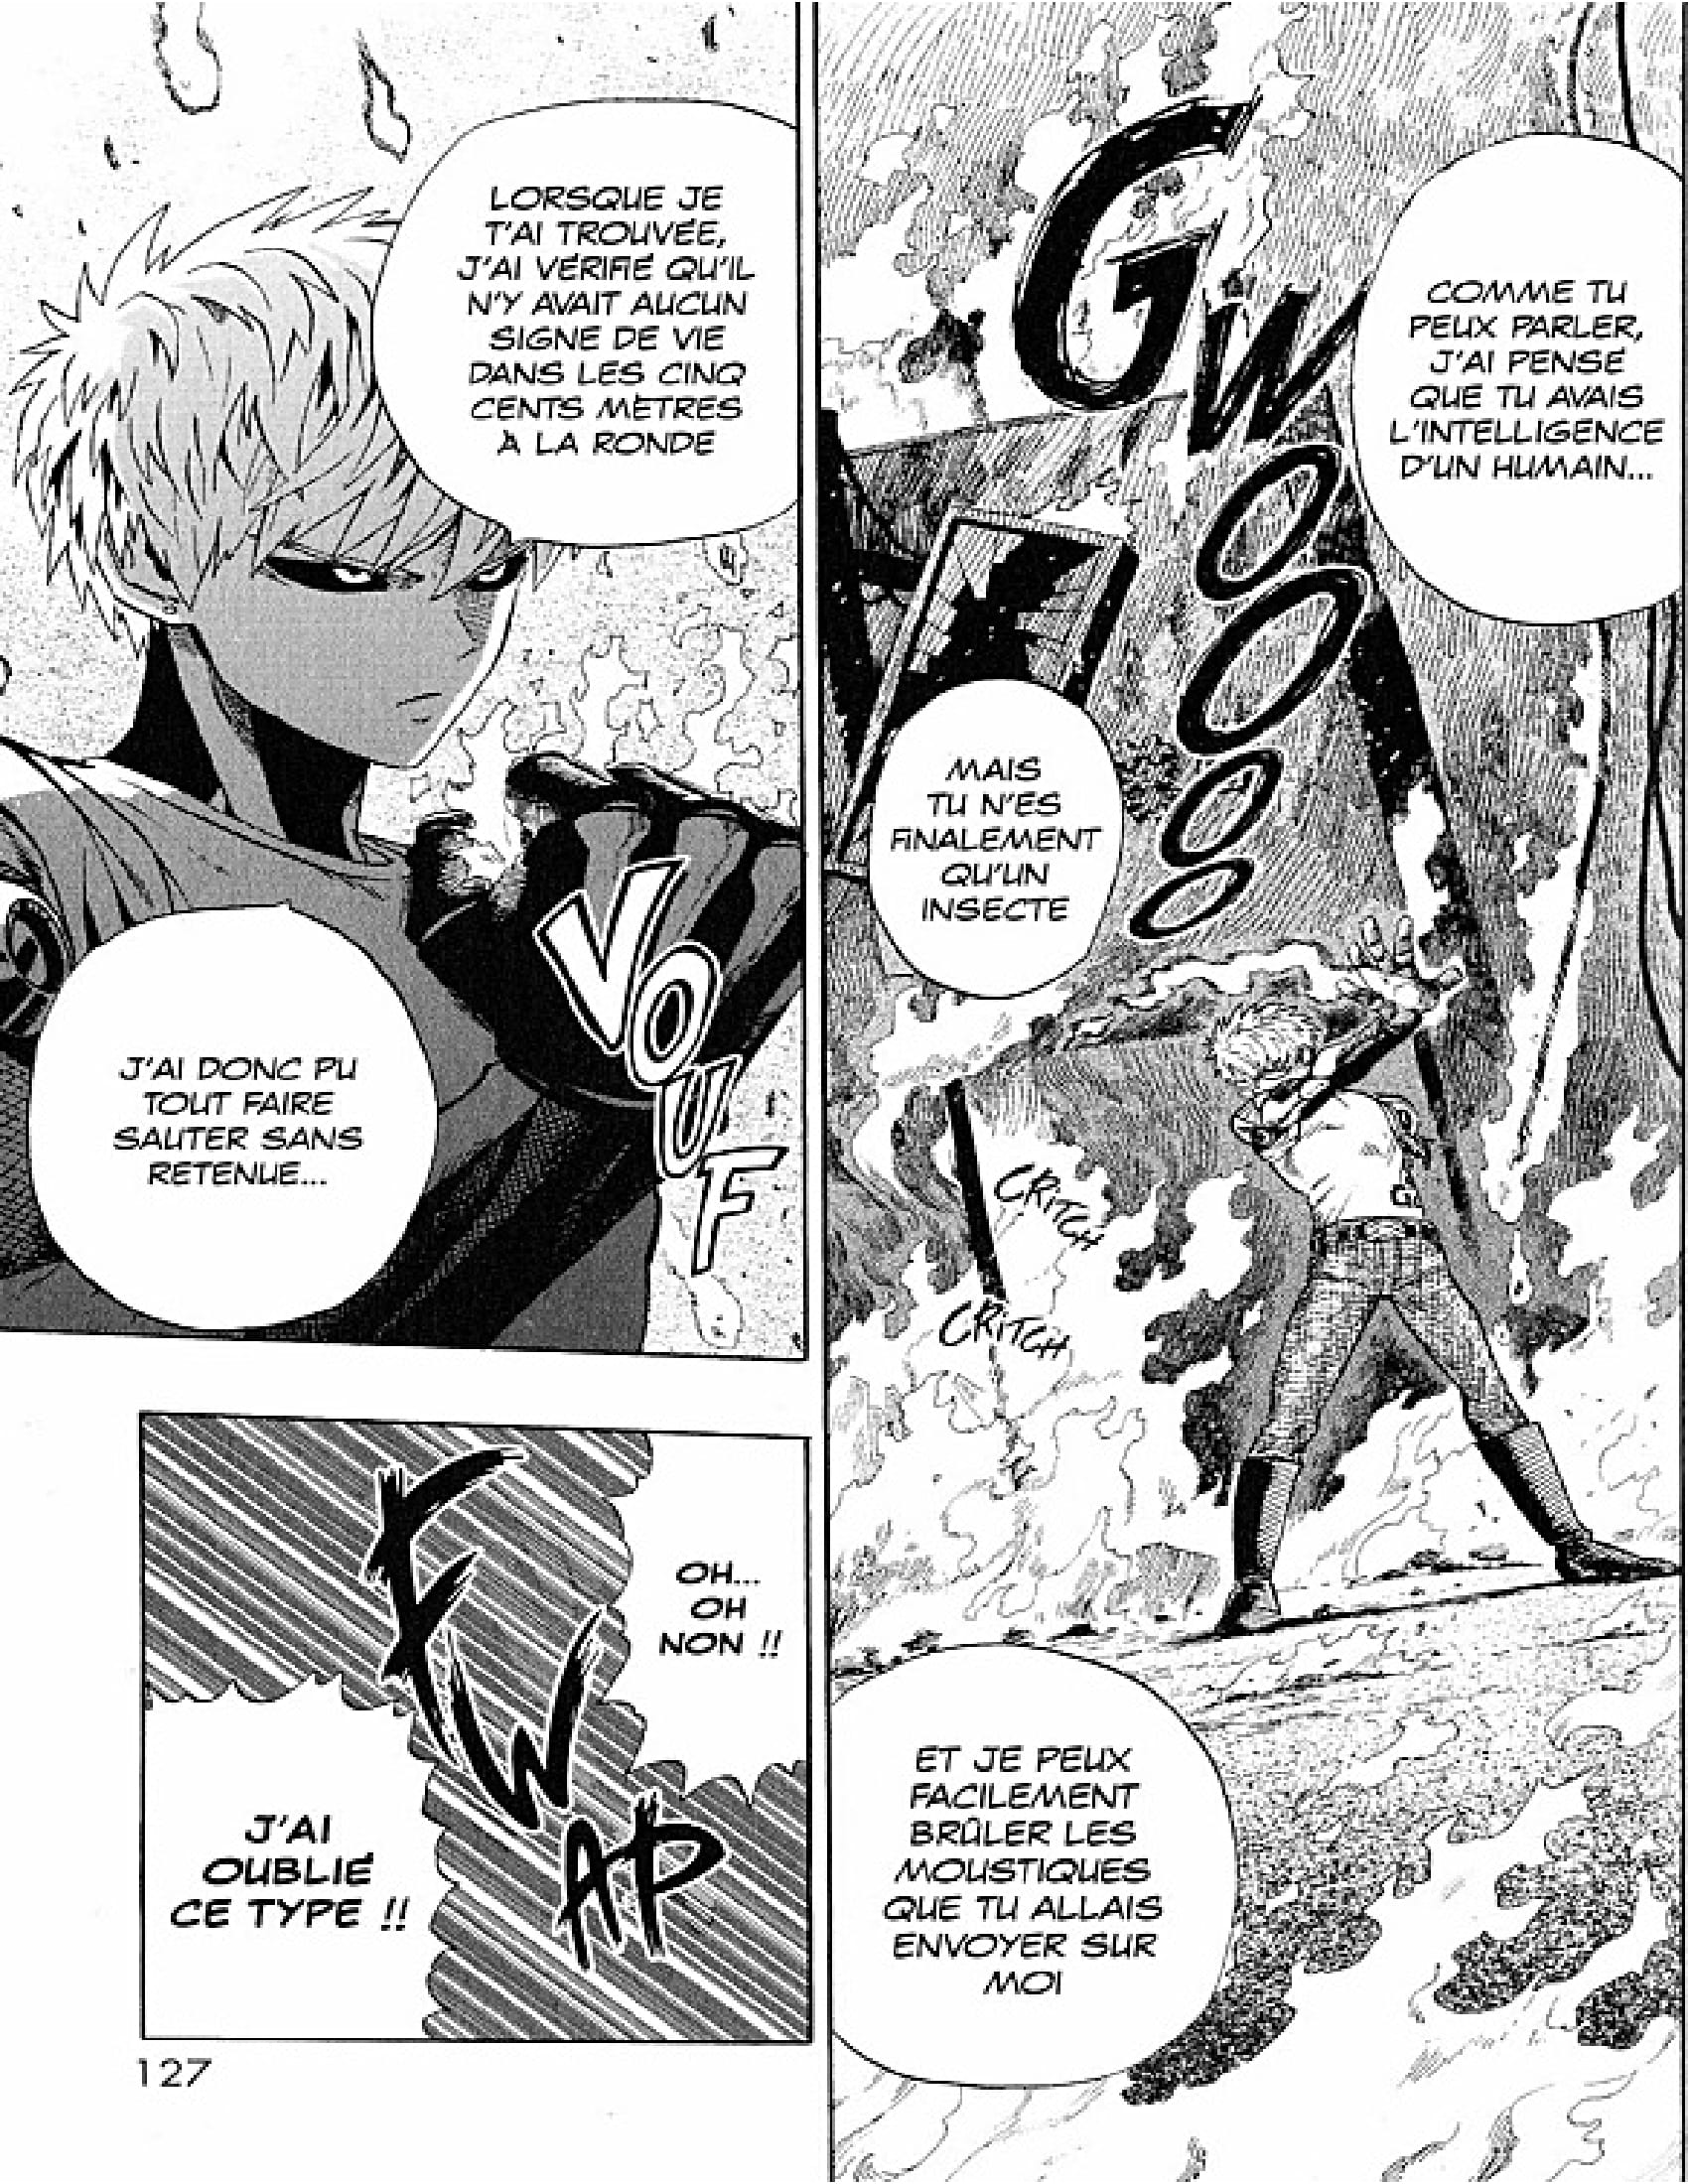 COMME TU
PEUX PARLER,
J'AI PENSÉ
QUE TU AVAIS
L'INTELLIGENCE
D'UN HUMAIN...
GWOOOOO
MAIS
TU N'ES
FINALEMENT
QU'UN
INSECTE
CRITCH
CRITCH
ET JE PEUX
FACILEMENT
BRÛLER LES
MOUSTIQUES
QUE TU ALLAIS
ENVOYER SUR
MOI
LORSQUE JE
T'AI TROUVÉE,
J'AI VÉRIFIÉ QU'IL
N'Y AVAIT AUCUN
SIGNE DE VIE
DANS LES CINQ
CENTS MÈTRES
À LA RONDE
VOUF
J'AI DONC PU
TOUT FAIRE
SAUTER SANS
RETENUE...
OH...
OH
NON !!
FWAP
J'AI
OUBLIÉ
CE TYPE !!
127